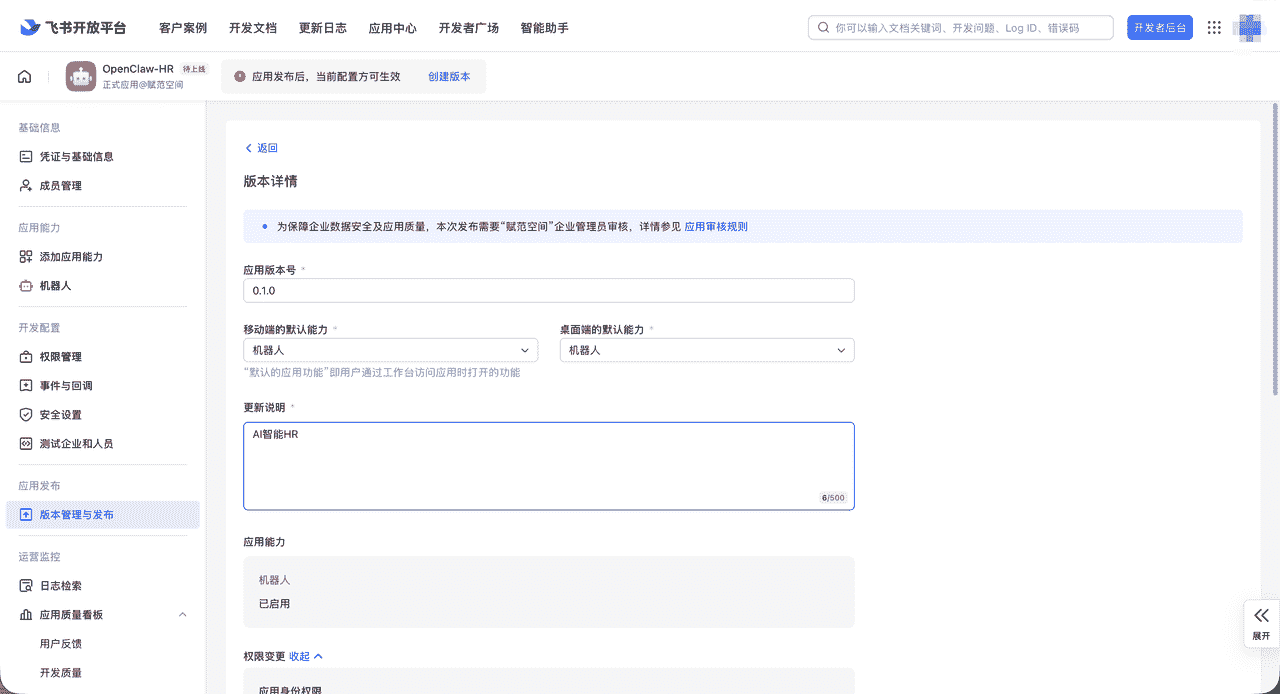 飞书开放平台 客户案例 开发文档 更新日志 应用中心 开发者广场 智能助手 你可以输入文档关键词、开发问题、Log ID、错误码 开发者后台
OpenClaw-HR 待上线
正式应用@赋范空间
应用发布后，当前配置方可生效 创建版本
基础信息
凭证与基础信息
成员管理
应用能力
添加应用能力
机器人
开发配置
权限管理
事件与回调
安全设置
测试企业和人员
应用发布
版本管理与发布
运营监控
日志检索
应用质量看板
用户反馈
开发质量
返回
版本详情
为保障企业数据安全及应用质量，本次发布需要“赋范空间”企业管理员审核，详情参见 应用审核规则
应用版本号 *
0.1.0
移动端的默认能力 * 桌面端的默认能力 *
机器人 机器人
“默认的应用功能”即用户通过工作台访问应用时打开的功能
更新说明 *
AI智能HR
6/500
应用能力
机器人
已启用
权限变更 收起
应用身份权限
展开